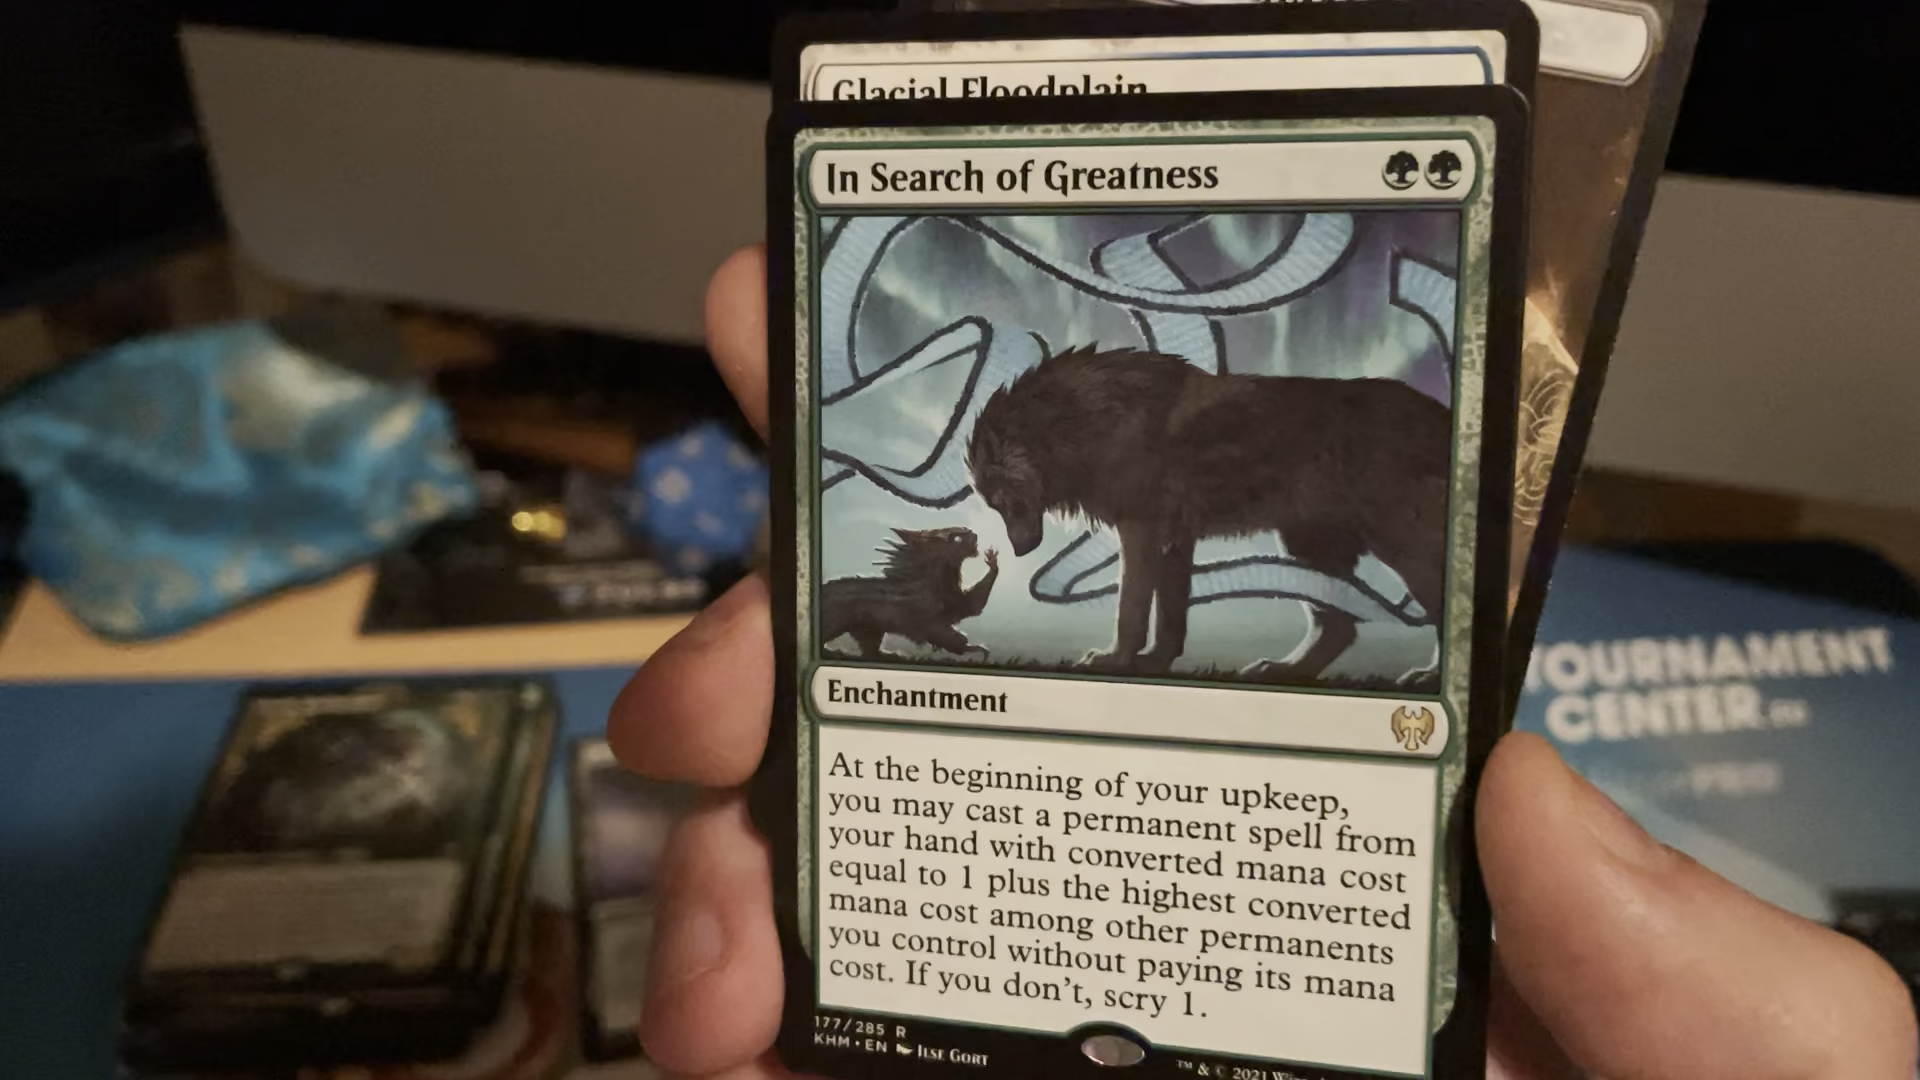 Glacial Floodplain
In Search of Greatness
Enchantment
At the beginning of your upkeep,
you may cast a permanent spell from
your hand with converted mana cost
equal to 1 plus the highest converted
mana cost among other permanents
you control without paying its mana
cost. If you don't, scry 1.
177/285 R
KHM • EN ILSE GORT
™ & © 2021
TOURNAMENT
CENTER